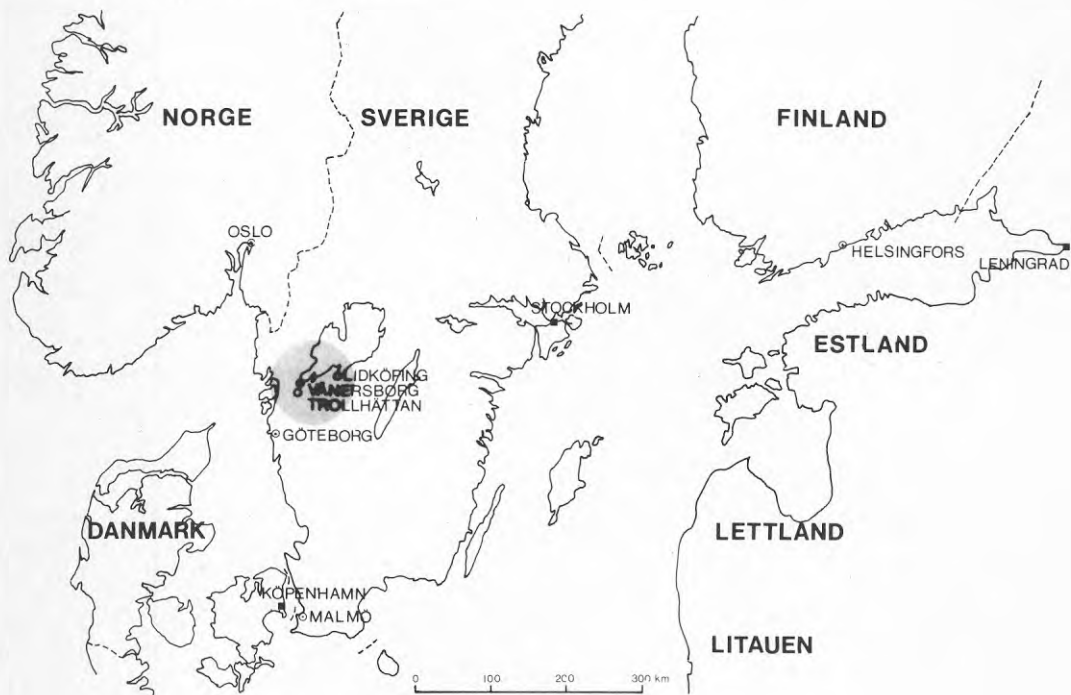 NORGE
SVERIGE
FINLAND
OSLO
HELSINGFORS
LENINGRAD
STOCKHOLM
ESTLAND
LIDKÖPING
VÄNERSBORG
TROLLHÄTTAN
GÖTEBORG
DANMARK
LETTLAND
KÖPENHAMN
MALMÖ
LITAUEN
0 100 200 300 km